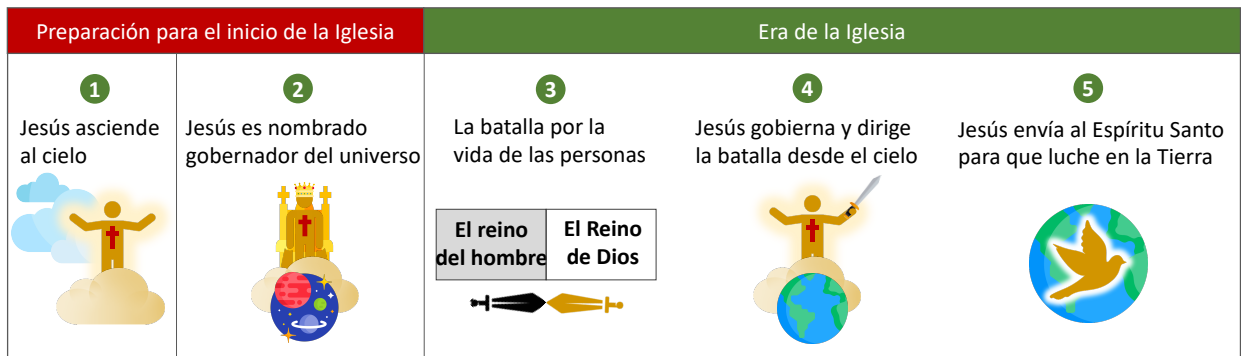 Preparación para el inicio de la Iglesia
Era de la Iglesia
1
Jesús asciende
al cielo
2
Jesús es nombrado
gobernador del universo
3
La batalla por la
vida de las personas
El reino
del hombre
El Reino
de Dios
4
Jesús gobierna y dirige
la batalla desde el cielo
5
Jesús envía al Espíritu Santo
para que luche en la Tierra